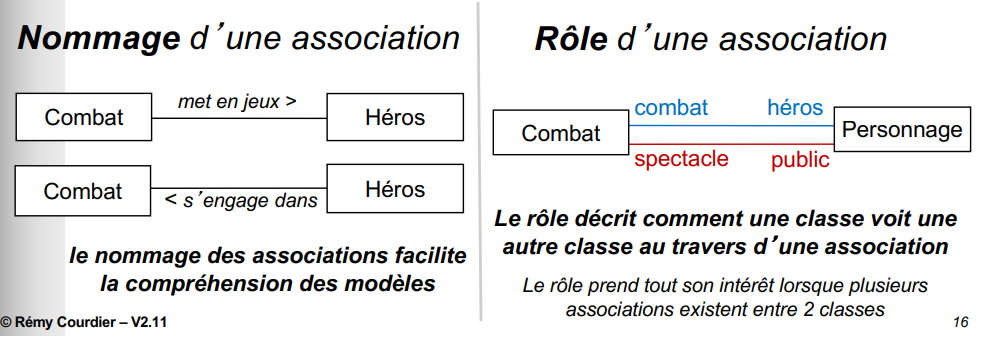 Nommage d'une association
Combat
met en jeux >
Héros
Combat
< s'engage dans
Héros
le nommage des associations facilite
la compréhension des modèles
© Rémy Courdier – V2.11
Rôle d'une association
Combat
combat
héros
spectacle
public
Personnage
Le rôle décrit comment une classe voit une
autre classe au travers d'une association
Le rôle prend tout son intérêt lorsque plusieurs
associations existent entre 2 classes
16